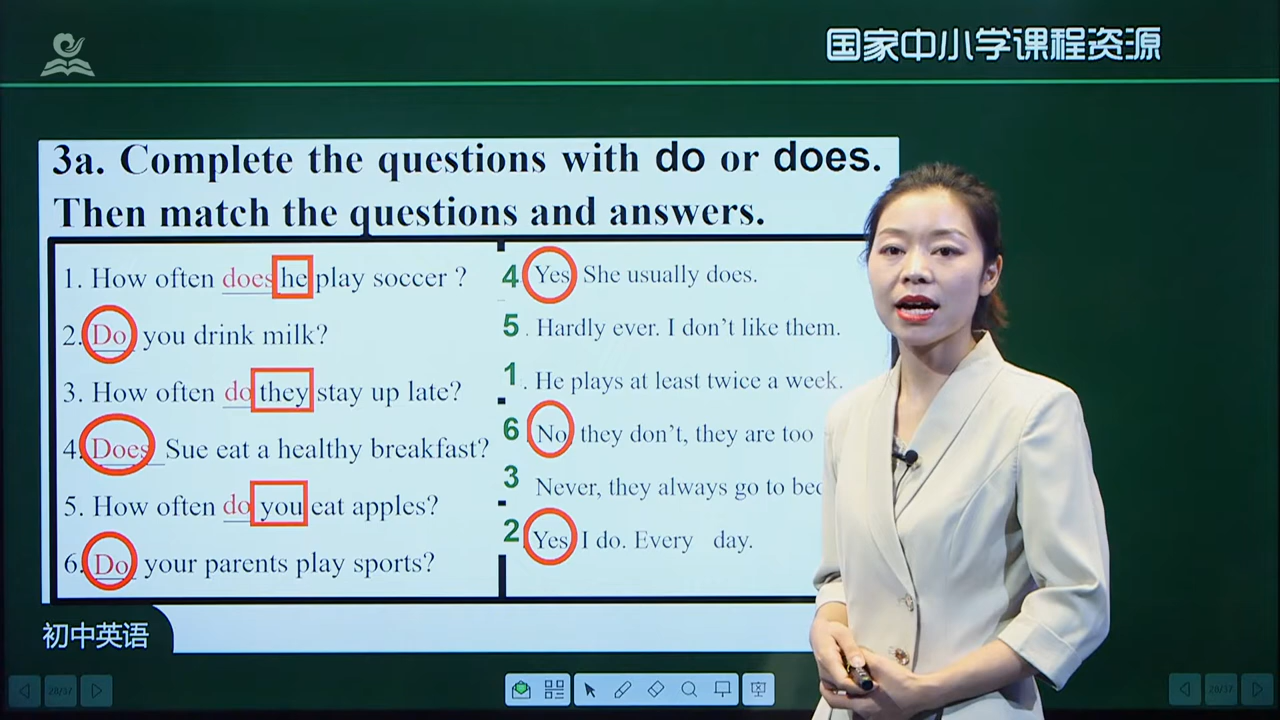 国家中小学课程资源
3a. Complete the questions with do or does.
Then match the questions and answers.
1. How often does he play soccer ?
2. Do you drink milk?
3. How often do they stay up late?
4. Does Sue eat a healthy breakfast?
5. How often do you eat apples?
6. Do your parents play sports?
4 Yes She usually does.
5 . Hardly ever. I don't like them.
1 . He plays at least twice a week.
6 No, they don't, they are too
3 Never, they always go to bed
2 Yes I do. Every day.
初中英语
20/37
20/37